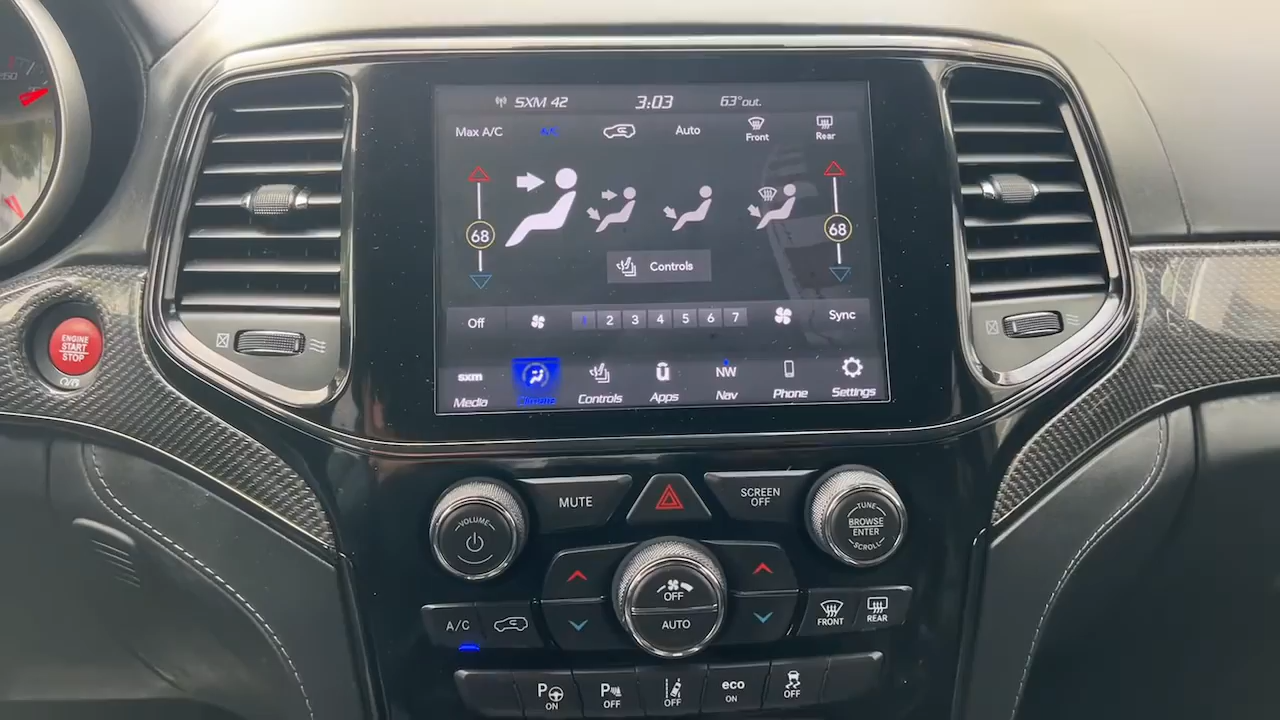 SXM 42 3:03 63°out.
Max A/C A/C Auto Front Rear
68 68
Controls
Off 1 2 3 4 5 6 7 Sync
sxm NW
Media Climate Controls Apps Nav Phone Settings
ENGINE
START
STOP
MUTE
SCREEN
OFF
VOLUME
TUNE
BROWSE
ENTER
SCROLL
OFF
AUTO
A/C
FRONT
REAR
P
ON
P
OFF
OFF
eco
ON
OFF